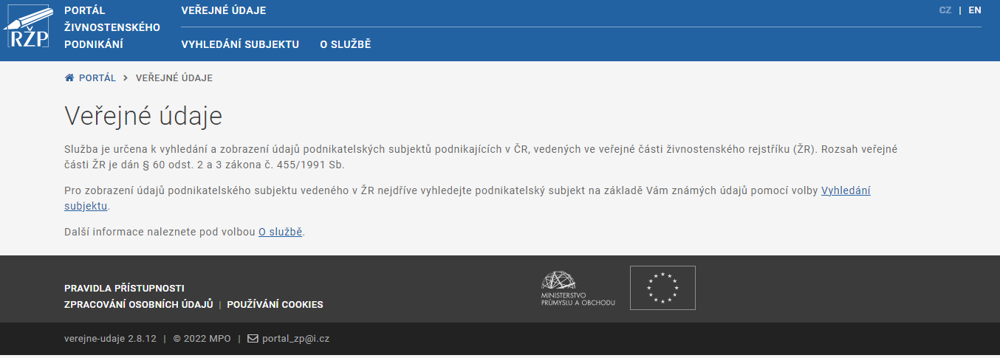 RŽP
PORTÁL
ŽIVNOSTENSKÉHO
PODNIKÁNÍ
VEŘEJNÉ ÚDAJE
CZ | EN
VYHLEDÁNÍ SUBJEKTU O SLUŽBĚ
PORTÁL > VEŘEJNÉ ÚDAJE
Veřejné údaje
Služba je určena k vyhledání a zobrazení údajů podnikatelských subjektů podnikajících v ČR, vedených ve veřejné části živnostenského rejstříku (ŽR). Rozsah veřejné
části ŽR je dán § 60 odst. 2 a 3 zákona č. 455/1991 Sb.
Pro zobrazení údajů podnikatelského subjektu vedeného v ŽR nejdříve vyhledejte podnikatelský subjekt na základě Vám známých údajů pomocí volby Vyhledání
subjektu.
Další informace naleznete pod volbou O službě.
PRAVIDLA PŘÍSTUPNOSTI
ZPRACOVÁNÍ OSOBNÍCH ÚDAJŮ | POUŽÍVÁNÍ COOKIES
MINISTERSTVO
PRŮMYSLU A OBCHODU
verejne-udaje 2.8.12 | © 2022 MPO | portal_zp@i.cz